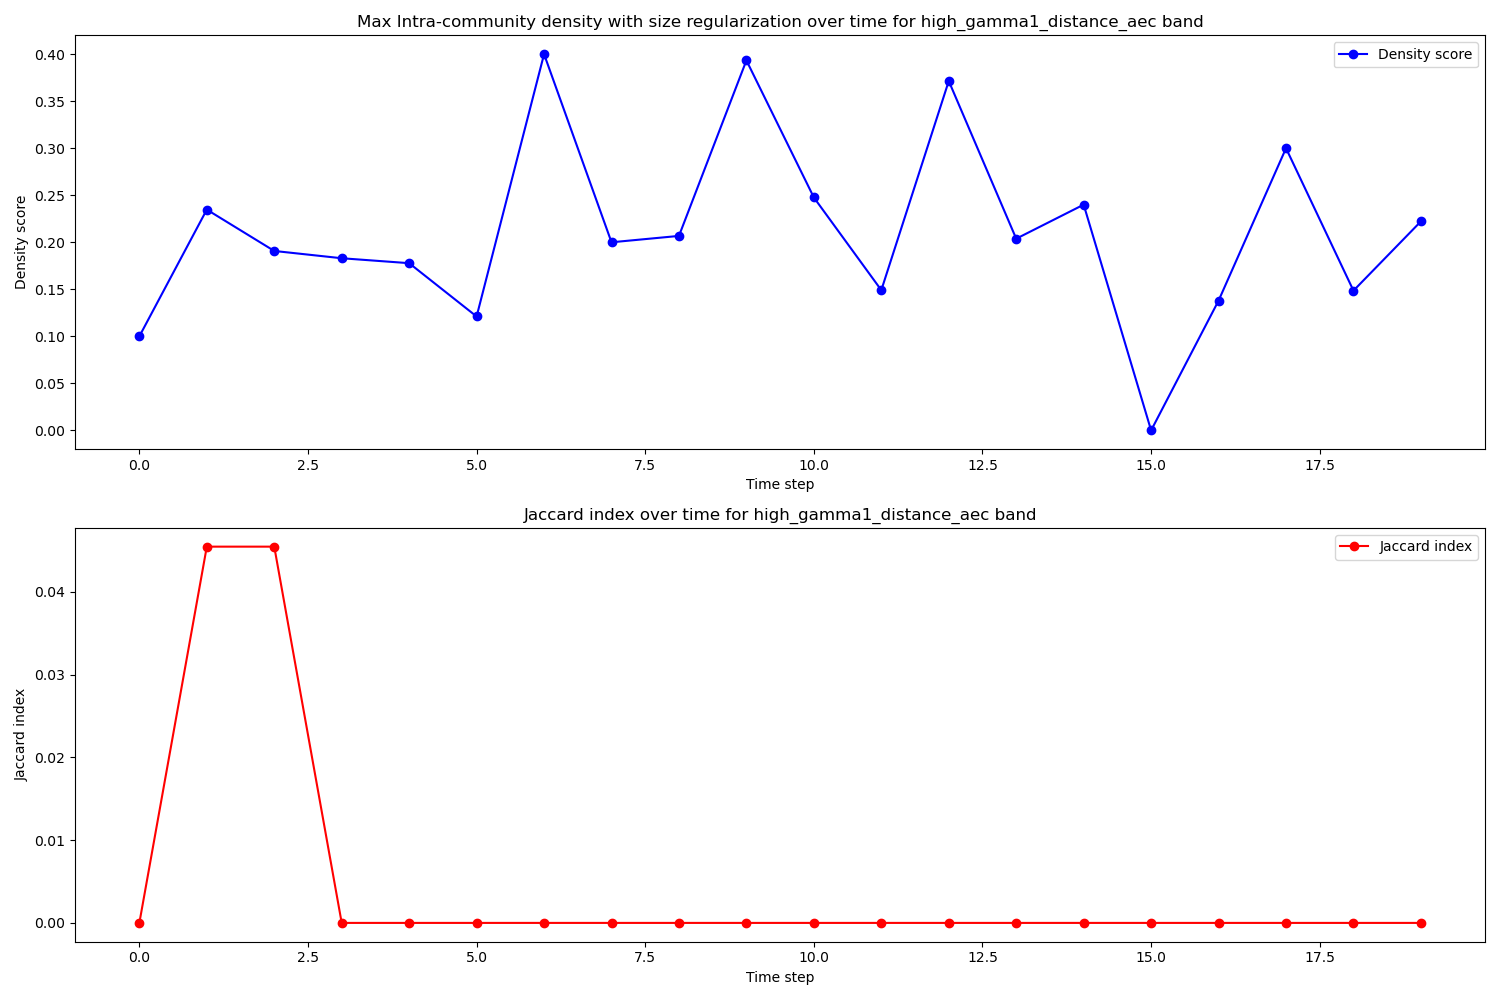 Max Intra-community density with size regularization over time for high_gamma1_distance_aec band
Density score
0.40
0.35
0.30
0.25
0.20
0.15
0.10
0.05
0.00
Density score
0.0 2.5 5.0 7.5 10.0 12.5 15.0 17.5
Time step
Jaccard index over time for high_gamma1_distance_aec band
Jaccard index
0.04
0.03
0.02
0.01
0.00
Jaccard index
0.0 2.5 5.0 7.5 10.0 12.5 15.0 17.5
Time step